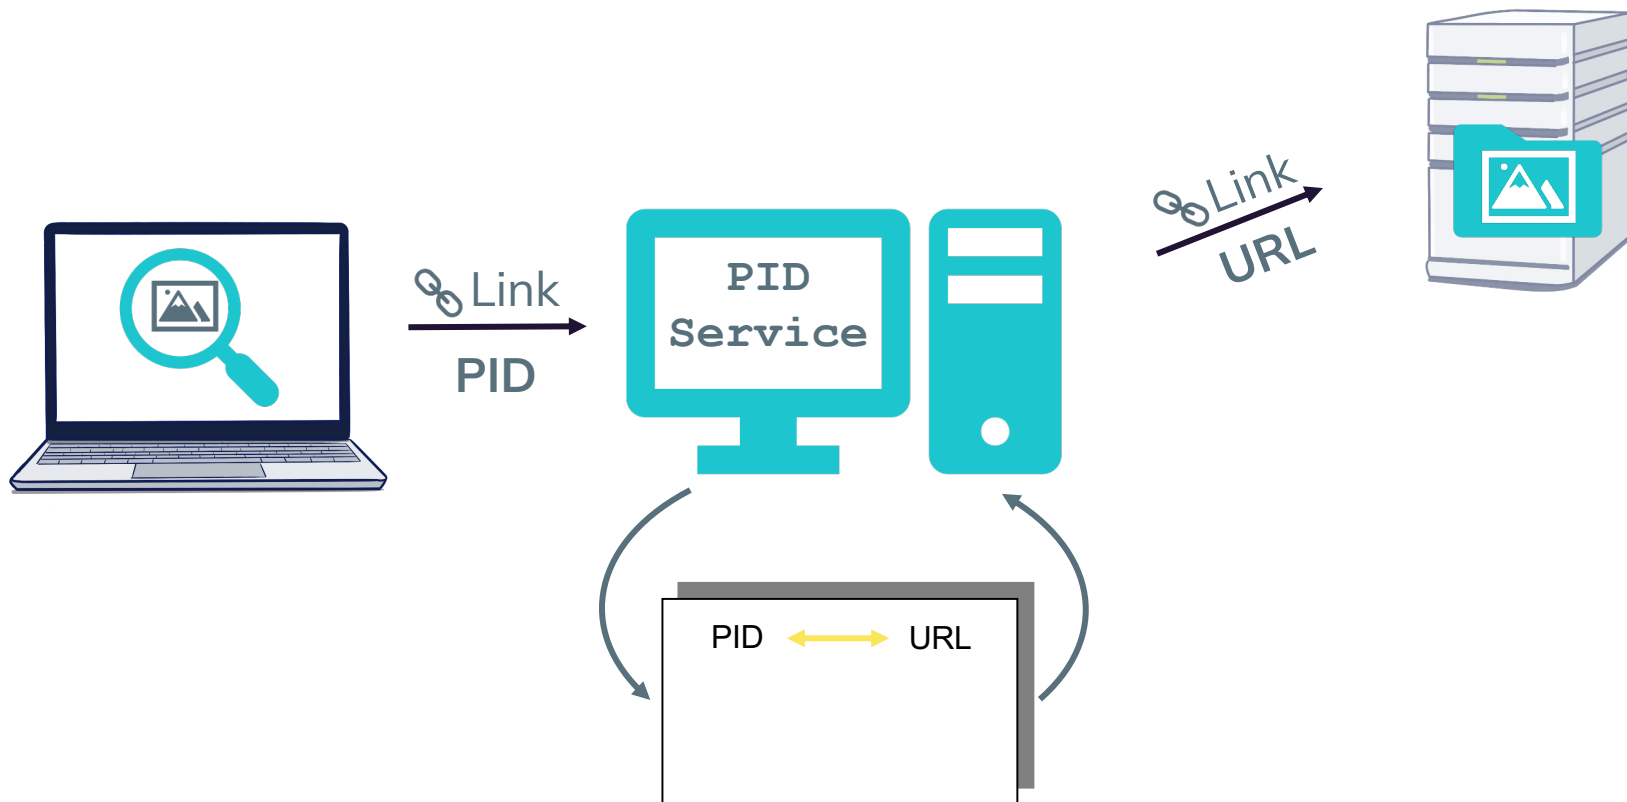 Link
PID
PID
Service
Link
URL
PID URL